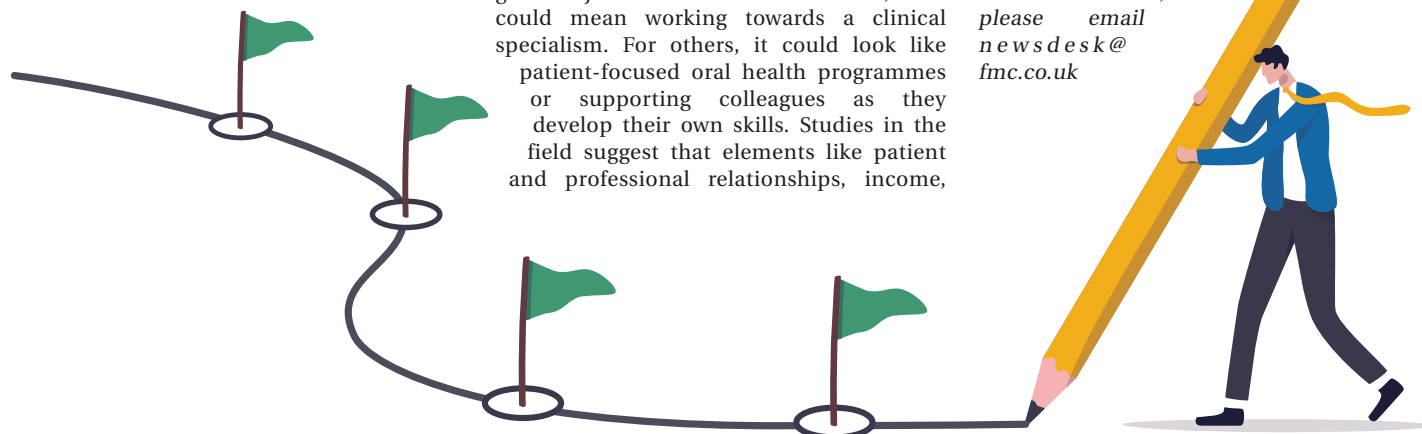 could mean working towards a clinical
specialism. For others, it could look like
patient-focused oral health programmes
or supporting colleagues as they
develop their own skills. Studies in the
field suggest that elements like patient
and professional relationships, income,
please email
newsdesk@
fmc.co.uk